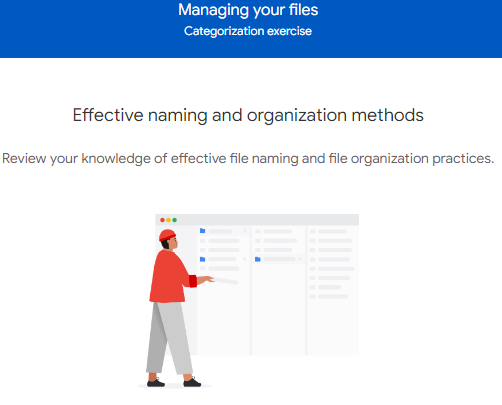 Managing your files
Categorization exercise
Effective naming and organization methods
Review your knowledge of effective file naming and file organization practices.